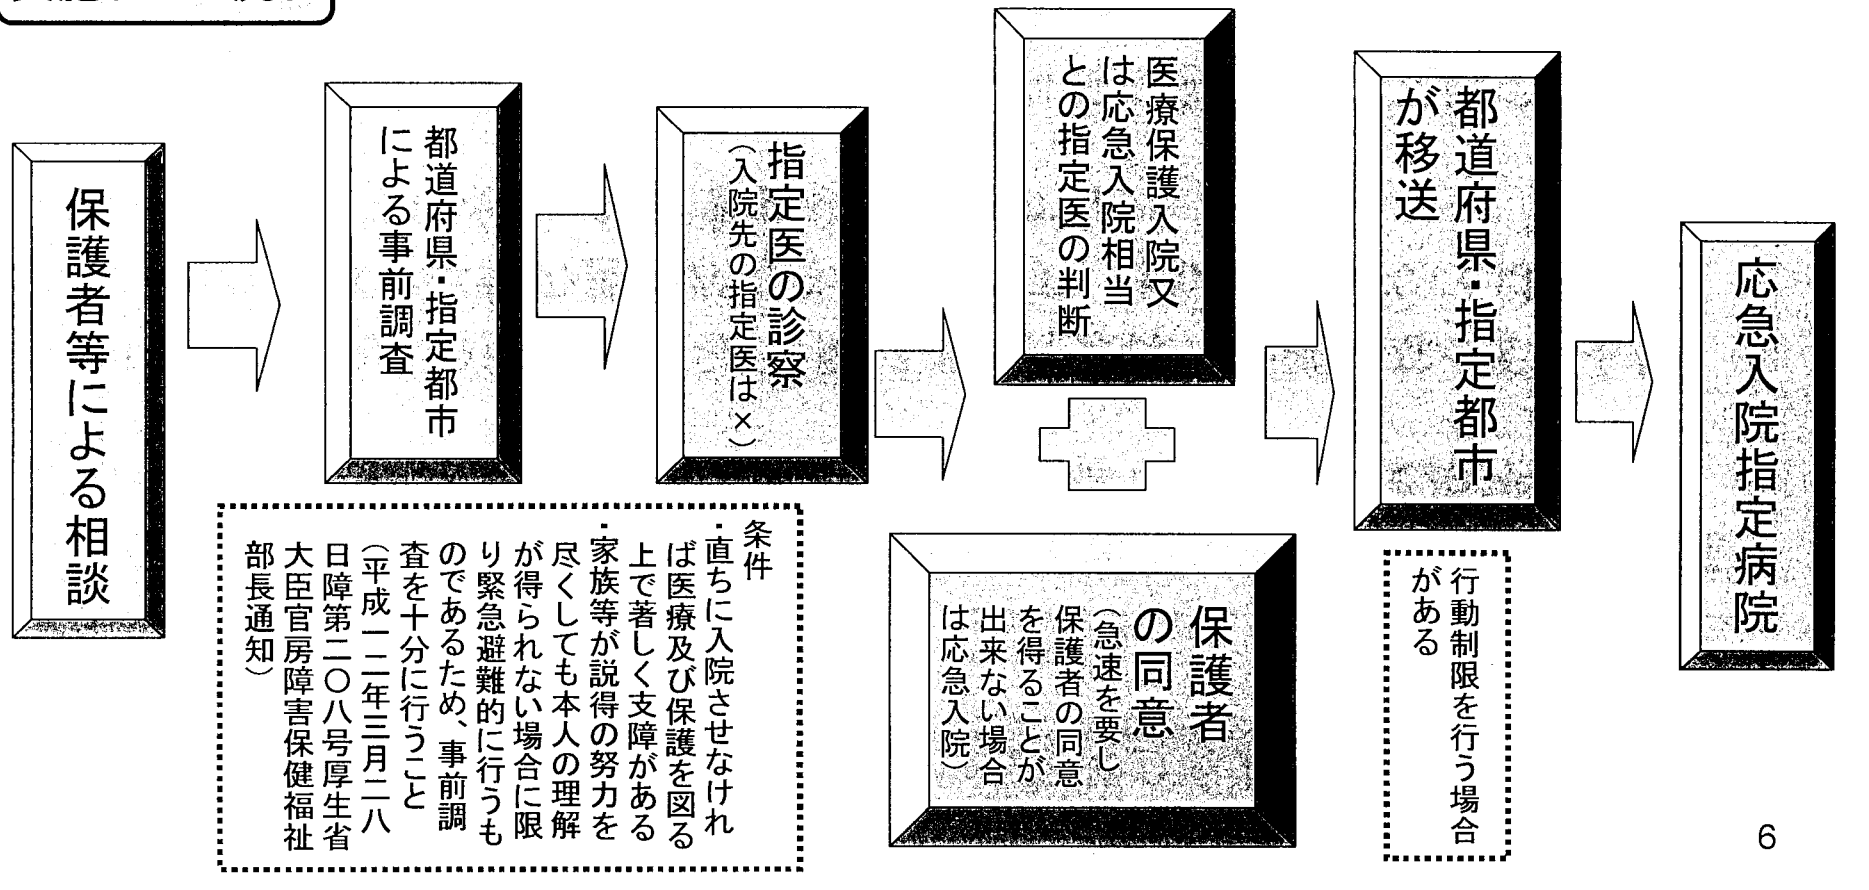 保護者等による相談
都道府県・指定都市
による事前調査
指定医の診察
（入院先の指定医は×）
医療保護入院又
は応急入院相当
との指定医の判断
保護者
の同意
（急速を要し
保護者の同意
を得ることが
出来ない場合
は応急入院）
都道府県・指定都市
が移送
応急入院指定病院
条件
・直ちに入院させなけれ
ば医療及び保護を図る
上で著しく支障がある
・家族等が説得の努力を
尽くしても本人の理解
が得られない場合に限
り緊急避難的に行うも
のであるため、事前調
査を十分に行うこと
（平成一二年三月二八
日障第二〇八号厚生省
大臣官房障害保健福祉
部長通知）
行動制限を行う場合
がある
6